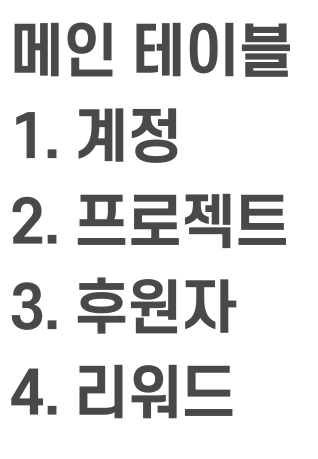 메인 테이블
1. 계정
2. 프로젝트
3. 후원자
4. 리워드